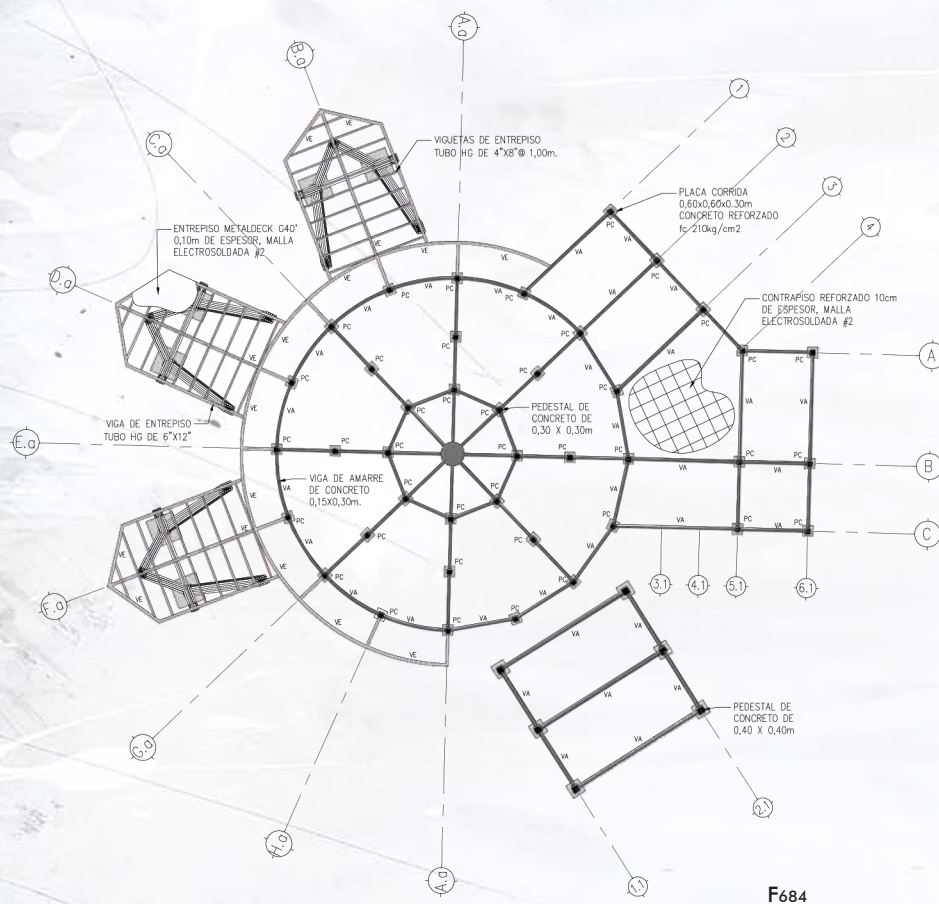 A.a
B.a
1
2
C.a
3
4
D.a
VIGUETAS DE ENTREPISO
TUBO HG DE 4"X8"@ 1,00m.
PLACA CORRIDA
0,60x0,60x0.30m
CONCRETO REFORZADO
fc 210kg/cm2
ENTREPISO METALDECK G40'
0,10m DE ESPESOR, MALLA
ELECTROSOLDADA #2
CONTRAPISO REFORZADO 10cm
DE ESPESOR, MALLA
ELECTROSOLDADA #2
A
PEDESTAL DE
CONCRETO DE
0,30 X 0,30m
VIGA DE ENTREPISO
TUBO HG DE 6"X12"
E.a
B
VIGA DE AMARRE
DE CONCRETO
0,15X0,30m.
C
3.1
4.1
5.1
6.1
F.a
PEDESTAL DE
CONCRETO DE
0,40 X 0,40m
G.a
2.1
H.a
A.a
1.1
VE
VA
PC
F684